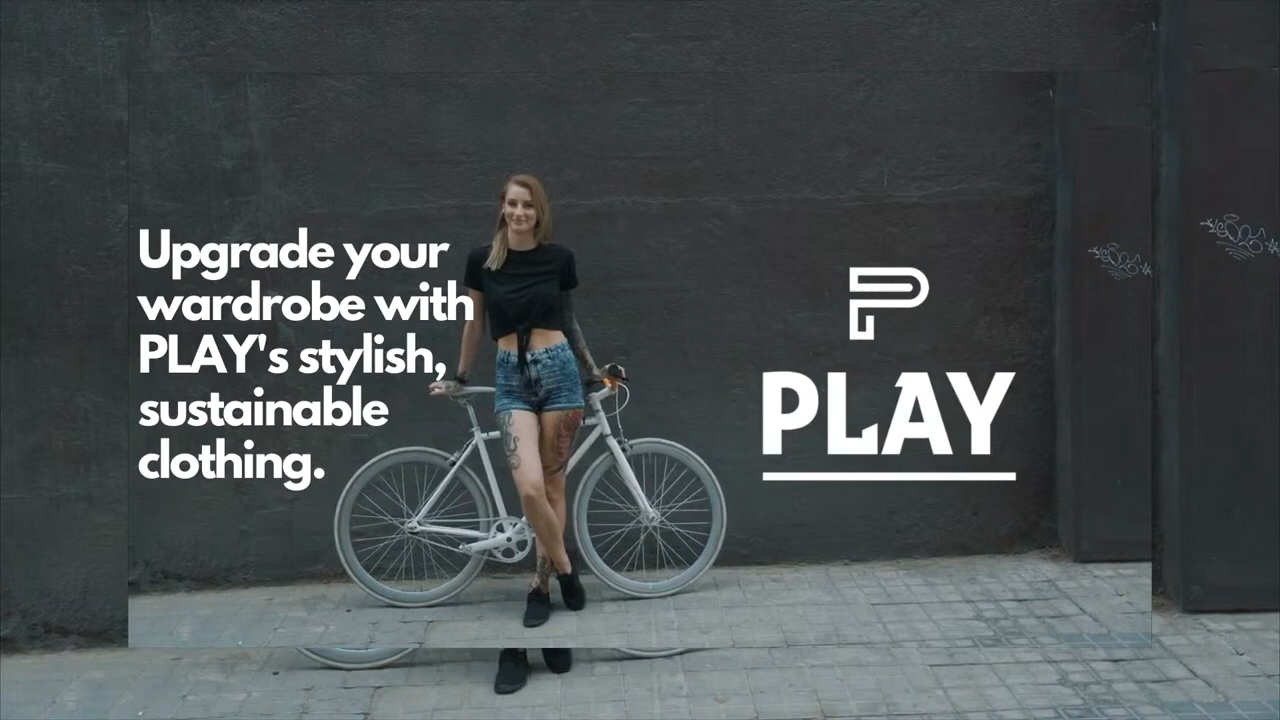 Upgrade your
wardrobe with
PLAY's stylish,
sustainable
clothing.
P
PLAY